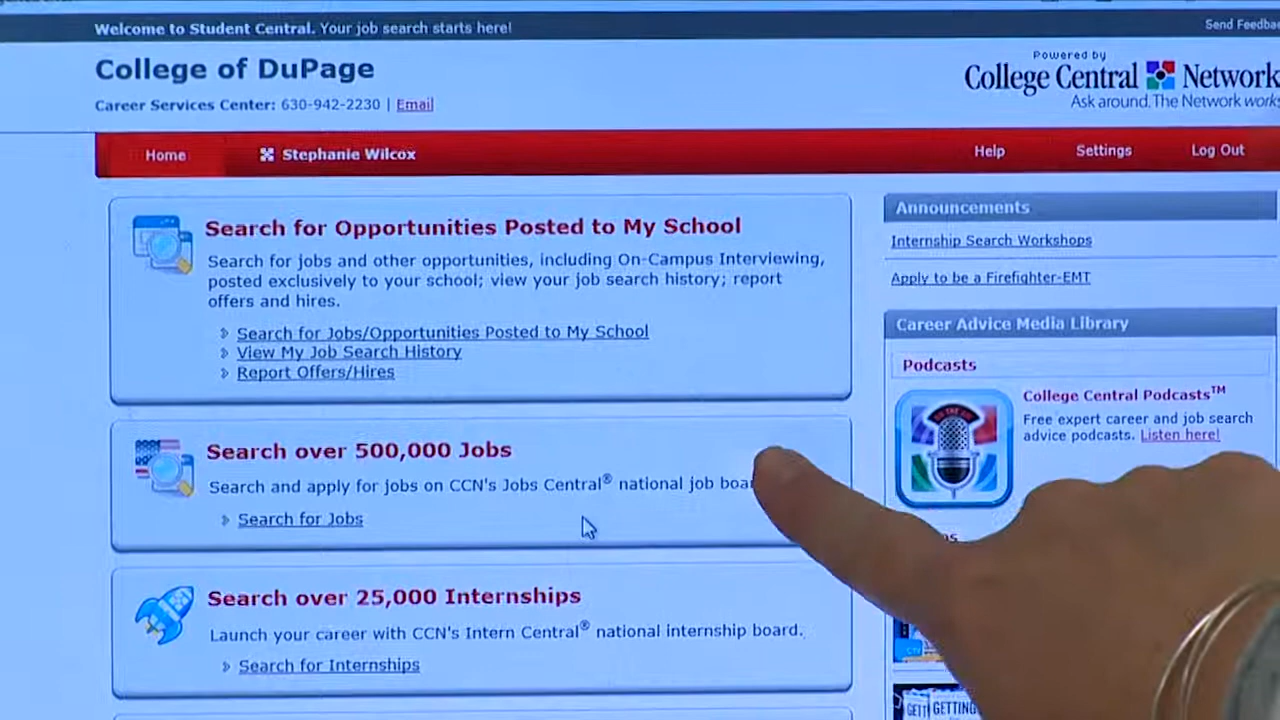 Welcome to Student Central. Your job search starts here!
Send
College of DuPage
Powered by
College Central Network
Ask around. The Network works
Career Services Center: 630-942-2230 | Email
Home
Stephanie Wilcox
Help
Settings
Log Out
Search for Opportunities Posted to My School
Search for jobs and other opportunities, including On-Campus Interviewing,
posted exclusively to your school; view your job search history; report
offers and hires.
Search for Jobs/Opportunities Posted to My School
View My Job Search History
Report Offers/Hires
Search over 500,000 Jobs
Search and apply for jobs on CCN's Jobs Central® national job
Search for Jobs
Search over 25,000 Internships
Launch your career with CCN's Intern Central® national internship board.
Search for Internships
Announcements
Internship Search Workshops
Apply to be a Firefighter-EMT
Career Advice Media Library
Podcasts
ON THE AIR
College Central Podcasts™
Free expert career and job search
advice podcasts. Listen here!
GETTING